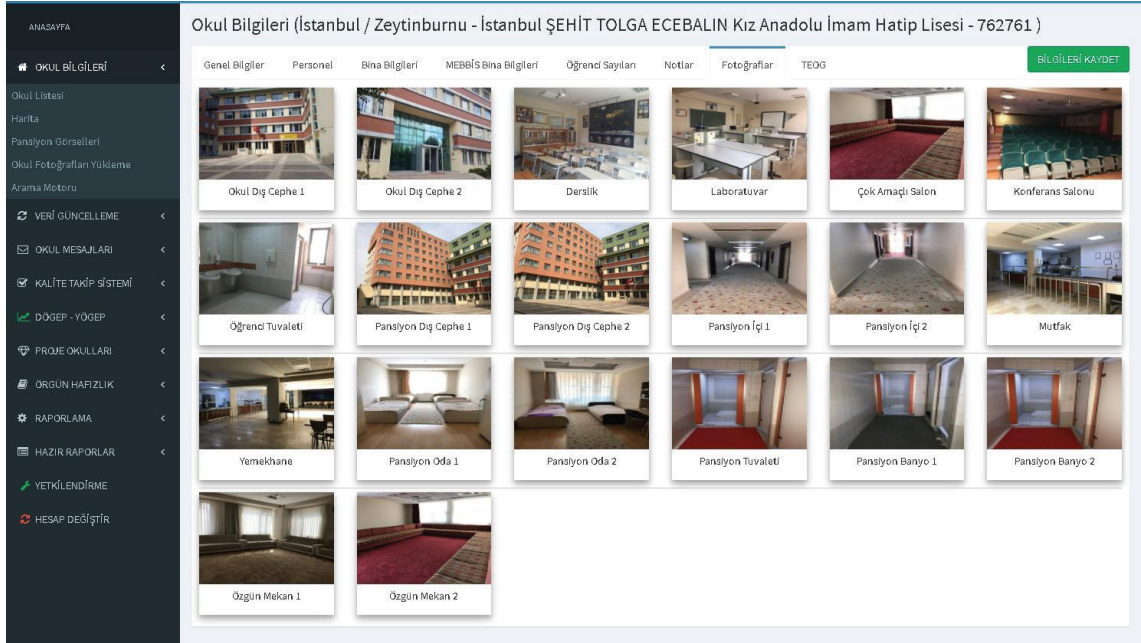 ANASAYFA
OKUL BİLGİLERİ
Okul Listesi
Harita
Pansiyon Görselleri
Okul Fotoğrafları Yükleme
Arama Motoru
VERİ GÜNCELLEME
OKUL MESAJLARI
KALİTE TAKİP SİSTEMİ
DÖGEP - YÖGEP
PROJE OKULLARI
ÖRGÜN HAFIZLIK
RAPORLAMA
HAZIR RAPORLAR
YETKİLENDİRME
HESAP DEĞİŞTİR
Okul Bilgileri (İstanbul / Zeytinburnu - İstanbul ŞEHİT TOLGA ECEBALIN Kız Anadolu İmam Hatip Lisesi - 762761 )
Genel Bilgiler Personel Bina Bilgileri MEBBİS Bina Bilgileri Öğrenci Sayıları Notlar Fotoğraflar TEOG BİLGİLERİ KAYDET
Okul Dış Cephe 1 Okul Dış Cephe 2 Derslik Laboratuvar Çok Amaçlı Salon Konferans Salonu
Öğrenci Tuvaleti Pansiyon Dış Cephe 1 Pansiyon Dış Cephe 2 Pansiyon İçi 1 Pansiyon İçi 2 Mutfak
Yemekhane Pansiyon Oda 1 Pansiyon Oda 2 Pansiyon Tuvaleti Pansiyon Banyo 1 Pansiyon Banyo 2
Özgün Mekan 1 Özgün Mekan 2